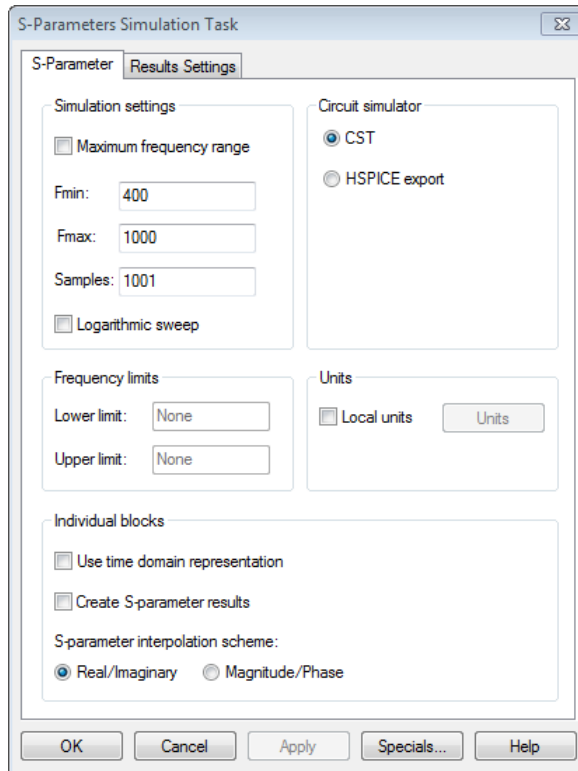 S-Parameters Simulation Task
S-Parameter
Results Settings
Simulation settings
Maximum frequency range
Fmin: 400
Fmax: 1000
Samples: 1001
Logarithmic sweep
Circuit simulator
CST
HSPICE export
Frequency limits
Lower limit: None
Upper limit: None
Units
Local units
Units
Individual blocks
Use time domain representation
Create S-parameter results
S-parameter interpolation scheme:
Real/Imaginary
Magnitude/Phase
OK
Cancel
Apply
Specials...
Help